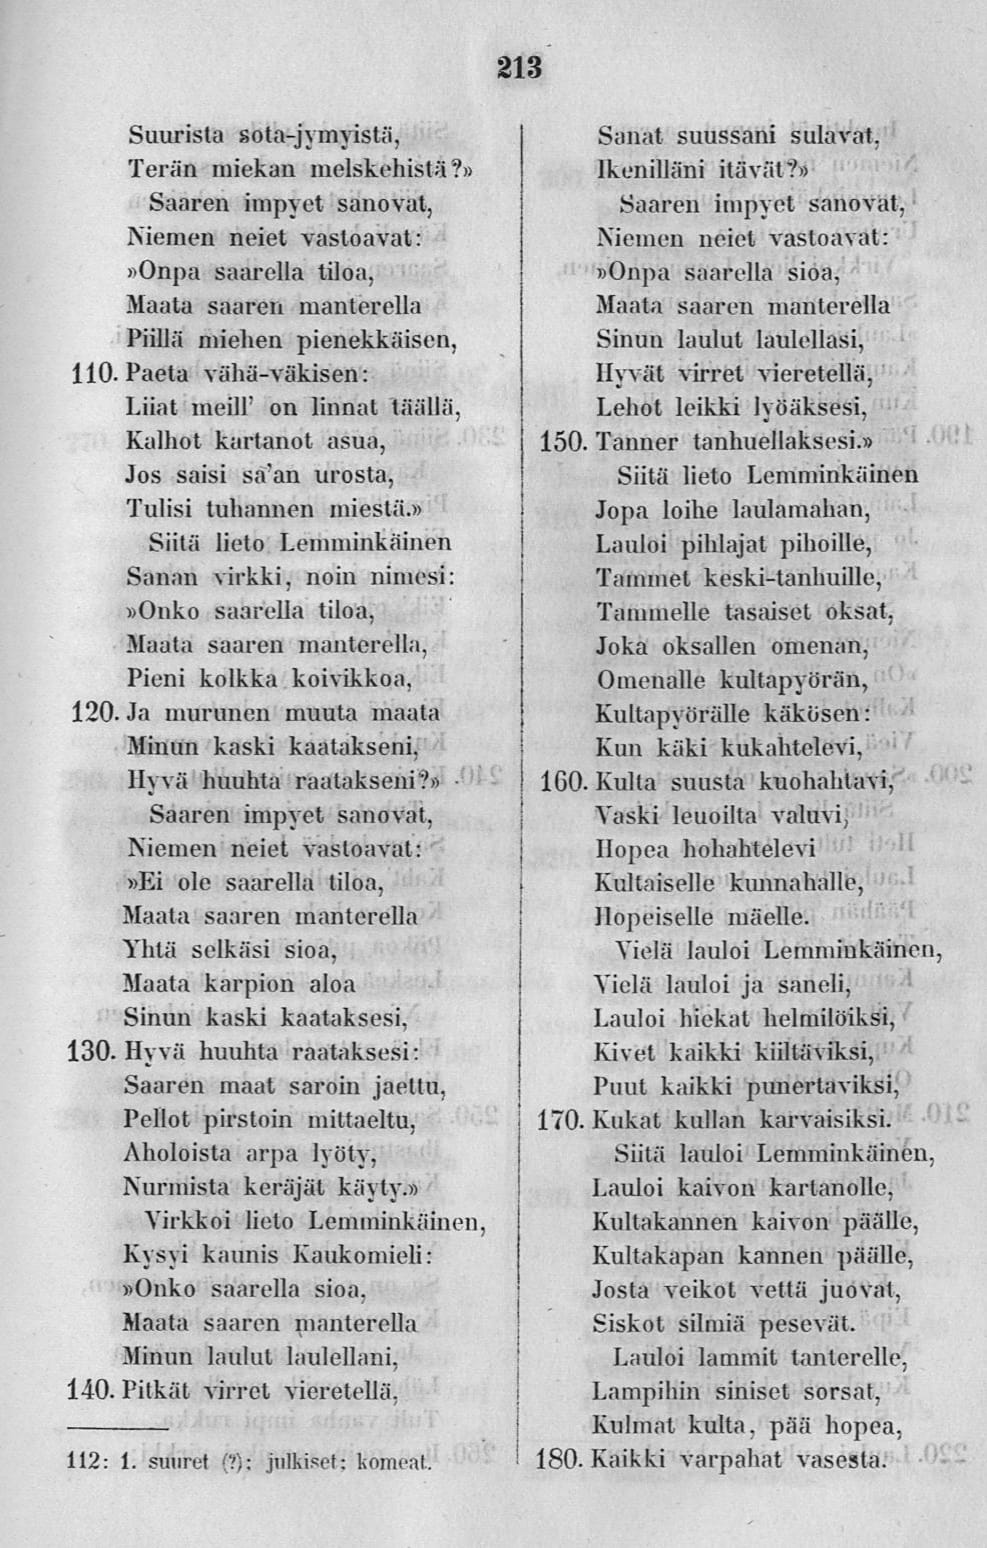 213
Suurista sota-jymyistä,
Terän miekan melskehistä?»
Saaren impyet sanovat,
Niemen neiet vastoavat:
»Onpa saarella tiloa,
Maata saaren manterella
Piillä miehen pienekkäisen,
110. Paeta vähä-väkisen:
Liiat meill' on linnat täällä,
Kalhot kartanot asua,
Jos saisi sa'an urosta,
Tulisi tuhannen miestä.»
Siitä lieto Lemminkäinen
Sanan virkki, noin nimesi:
»Onko saarella tiloa,
Maata saaren manterella,
Pieni kolkka koivikkoa,
120. Ja murunen muuta maata
Minun kaski kaatakseni,
Hyvä huuhta raatakseni?»
Saaren impyet sanovat,
Niemen neiet vastoavat:
»Ei ole saarella tiloa,
Maata saaren manterella
Yhtä selkäsi sioa,
Maata karpion aloa
Sinun kaski kaataksesi,
130. Hyvä huuhta raataksesi:
Saaren maat saroin jaettu,
Pellot pirstoin mittaeltu,
Aholoista arpa lyöty,
Nurmista keräjät käyty.»
Virkkoi lieto Lemminkäinen,
Kysyi kaunis Kaukomieli:
»Onko saarella sioa,
Maata saaren manterella
Minun laulut laulellani,
140. Pitkät virret vieretellä,
112: 1. suuret (?): julkiset; komeat.
Sanat suussani sulavat,
Ikenilläni itävät?»
Saaren impyet sanovat,
Niemen neiet vastoavat:
»Onpa saarella sioa,
Maata saaren manterella
Sinun laulut laulellasi,
Hyvät virret vieretellä,
Lehot leikki lyöäksesi,
150. Tanner tanhuellaksesi.»
Siitä lieto Lemminkäinen
Jopa loihe laulamahan,
Lauloi pihlajat pihoille,
Tammet keski-tanhuille,
Tammelle tasaiset oksat,
Joka oksallen omenan,
Omenalle kultapyörän,
Kultapyörälle käkösen:
Kun käki kukahtelevi,
160. Kulta suusta kuohahtavi,
Vaski leuoilta valuvi,
Hopea hohahtelevi
Kultaiselle kunnahalle,
Hopeiselle mäelle.
Vielä lauloi Lemminkäinen,
Vielä lauloi ja saneli,
Lauloi hiekat helmilöiksi,
Kivet kaikki kiiltäviksi,
Puut kaikki punertaviksi,
170. Kukat kullan karvaisiksi.
Siitä lauloi Lemminkäinen,
Lauloi kaivon kartanolle,
Kultakannen kaivon päälle,
Kultakapan kannen päälle,
Josta veikot vettä juovat,
Siskot silmiä pesevät.
Lauloi lammit tanterelle,
Lampihin siniset sorsat,
Kulmat kulta, pää hopea,
180. Kaikki varpahat vasesta.